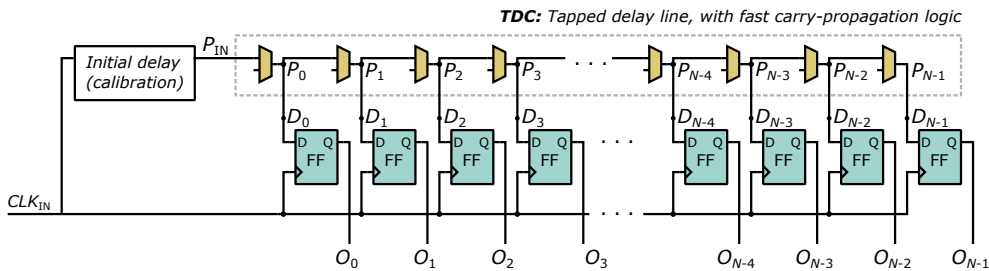 TDC: Tapped delay line, with fast carry-propagation logic
Initial delay
(calibration)
P_IN
P_0 P_1 P_2 P_3 · · · P_N-4 P_N-3 P_N-2 P_N-1
D_0 D_1 D_2 D_3 D_N-4 D_N-3 D_N-2 D_N-1
D Q D Q D Q D Q · · · D Q D Q D Q D Q
FF FF FF FF FF FF FF FF
CLK_IN · · ·
O_0 O_1 O_2 O_3 O_N-4 O_N-3 O_N-2 O_N-1